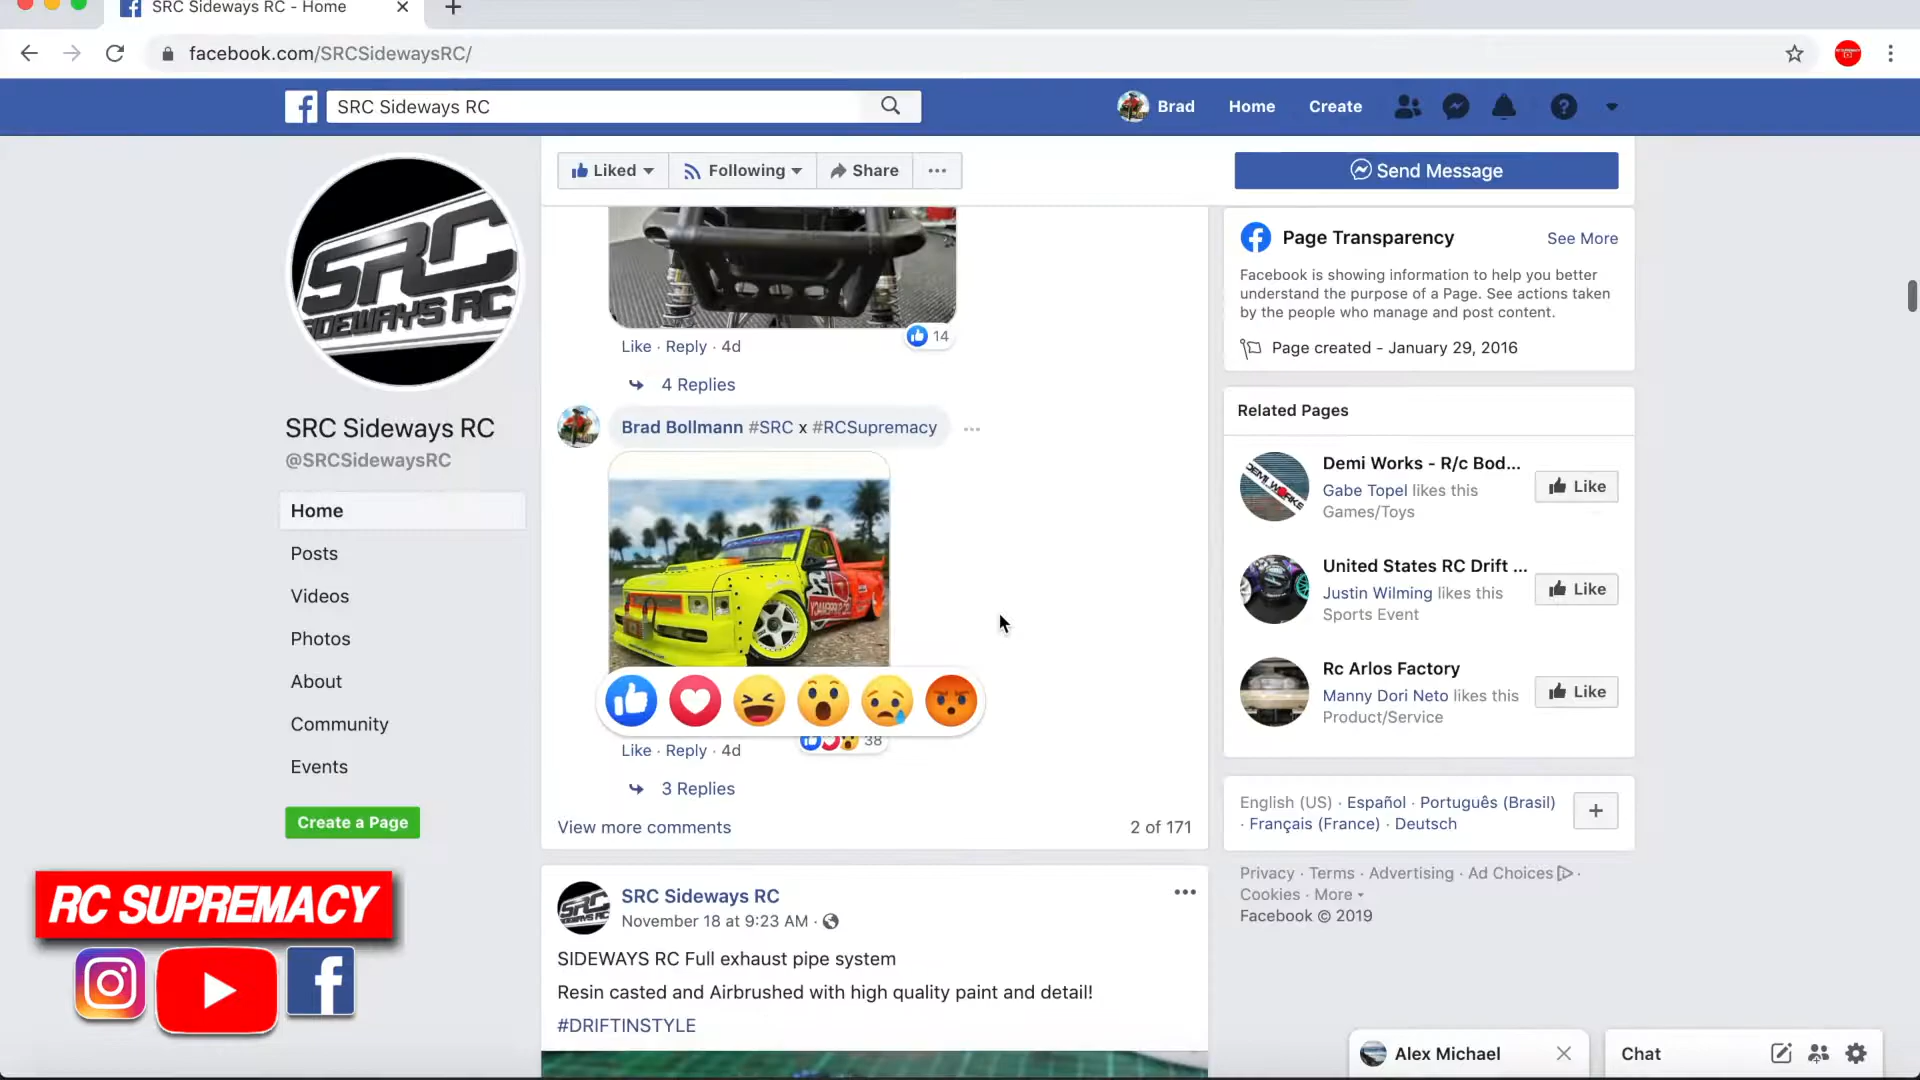 SRC Sideways RC - Home
facebook.com/SRCSidewaysRC/
SRC Sideways RC
Brad
Home
Create
Liked
Following
Share
Send Message
SRC
SIDEWAYS RC
SRC Sideways RC
@SRCSidewaysRC
Home
Posts
Videos
Photos
About
Community
Events
Create a Page
14
Like · Reply · 4d
4 Replies
Brad Bollmann #SRC x #RCSupremacy
38
Like · Reply · 4d
3 Replies
View more comments
2 of 171
SRC Sideways RC
November 18 at 9:23 AM ·
SIDEWAYS RC Full exhaust pipe system
Resin casted and Airbrushed with high quality paint and detail!
#DRIFTINSTYLE
Page Transparency
See More
Facebook is showing information to help you better
understand the purpose of a Page. See actions taken
by the people who manage and post content.
Page created - January 29, 2016
Related Pages
DEMI WORKS
Demi Works - R/c Bod...
Gabe Topel likes this
Games/Toys
Like
United States RC Drift ...
Justin Wilming likes this
Sports Event
Like
Rc Arlos Factory
Manny Dori Neto likes this
Product/Service
Like
English (US) · Español · Português (Brasil)
· Français (France) · Deutsch
Privacy · Terms · Advertising · Ad Choices ·
Cookies · More
Facebook © 2019
RC SUPREMACY
Alex Michael
Chat